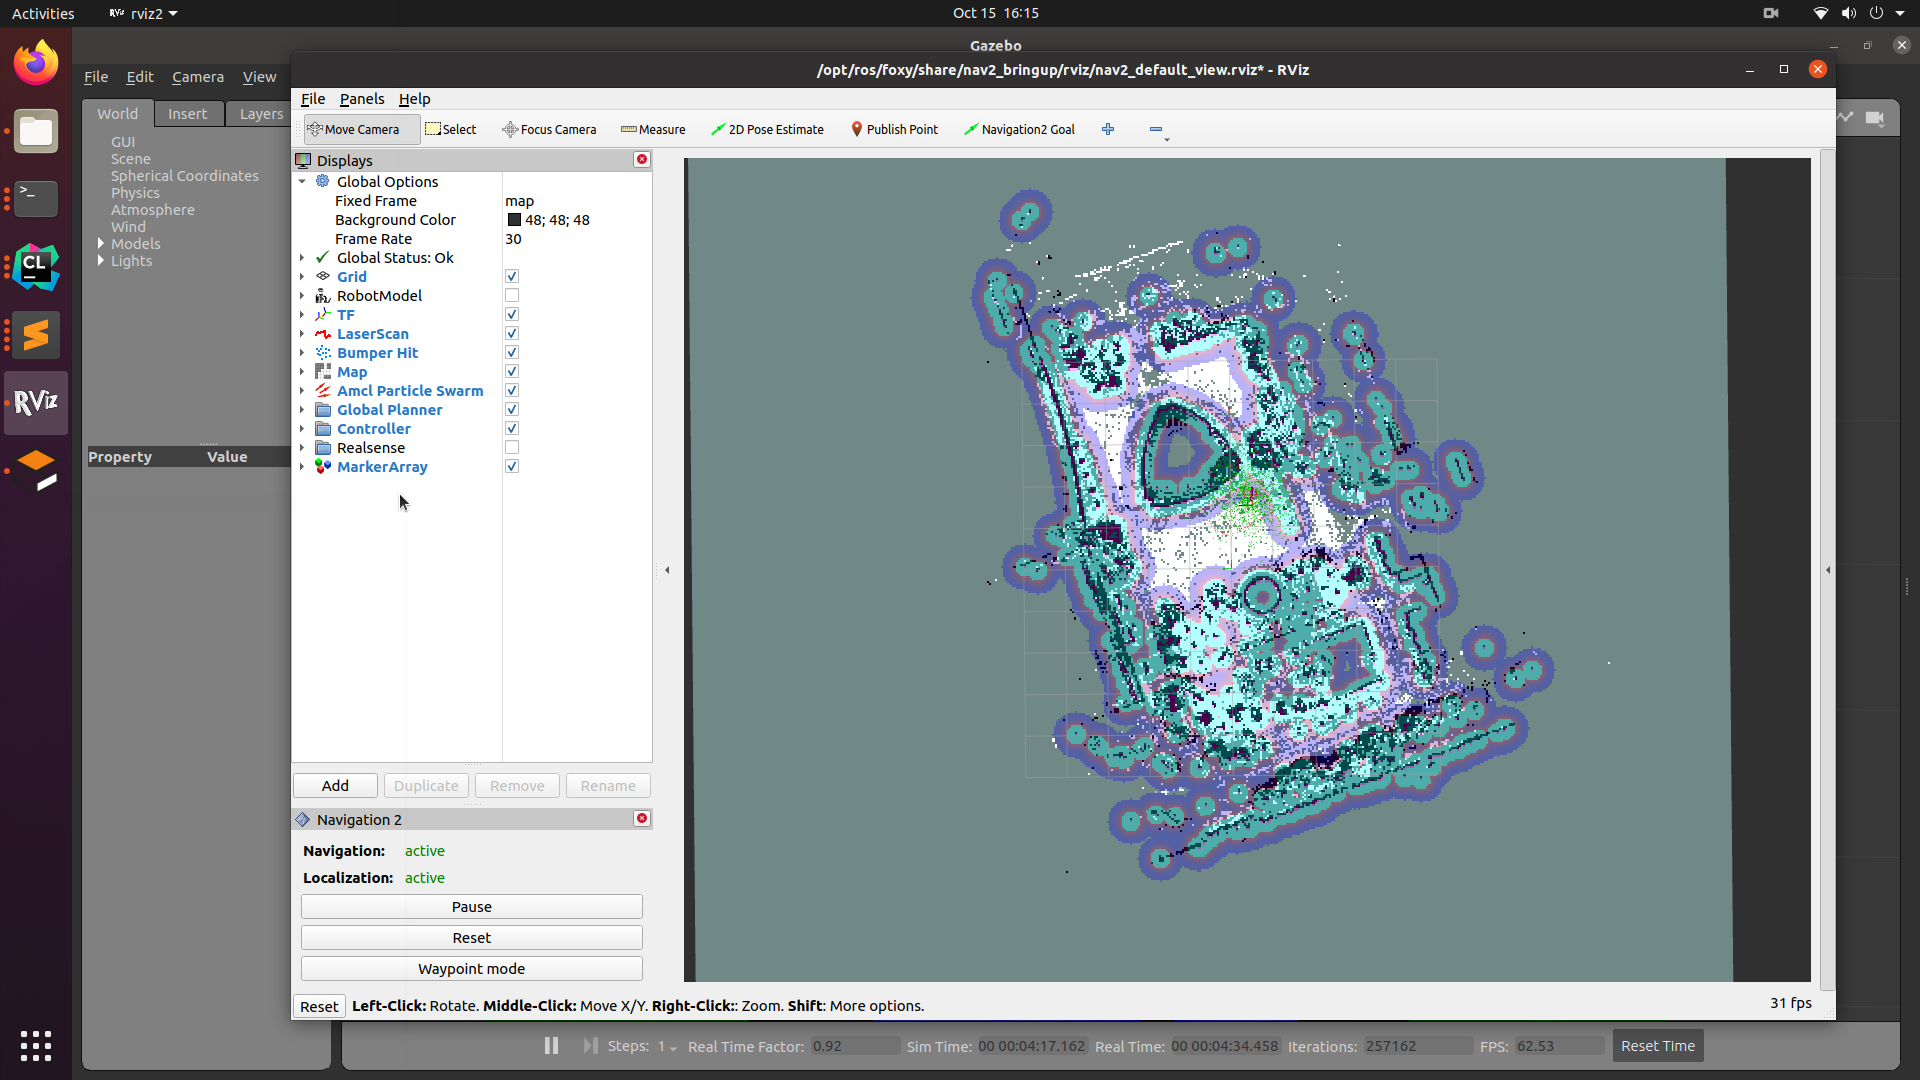 Activities
RViz
rviz2
Oct 15 16:15
Gazebo
File Edit Camera View
World Insert Layers
GUI
Scene
Spherical Coordinates
Physics
Atmosphere
Wind
Models
Lights
Property Value
>_
CL
RViz
/opt/ros/foxy/share/nav2_bringup/rviz/nav2_default_view.rviz* - RViz
File Panels Help
Move Camera Select Focus Camera Measure 2D Pose Estimate Publish Point Navigation2 Goal
Displays
Global Options
Fixed Frame map
Background Color 48; 48; 48
Frame Rate 30
Global Status: Ok
Grid
RobotModel
TF
LaserScan
Bumper Hit
Map
Amcl Particle Swarm
Global Planner
Controller
Realsense
MarkerArray
Add Duplicate Remove Rename
Navigation 2
Navigation: active
Localization: active
Pause
Reset
Waypoint mode
Reset Left-Click: Rotate. Middle-Click: Move X/Y. Right-Click:: Zoom. Shift: More options. 31 fps
Steps: 1 Real Time Factor: 0.92 Sim Time: 00 00:04:17.162 Real Time: 00 00:04:34.458 Iterations: 257162 FPS: 62.53 Reset Time